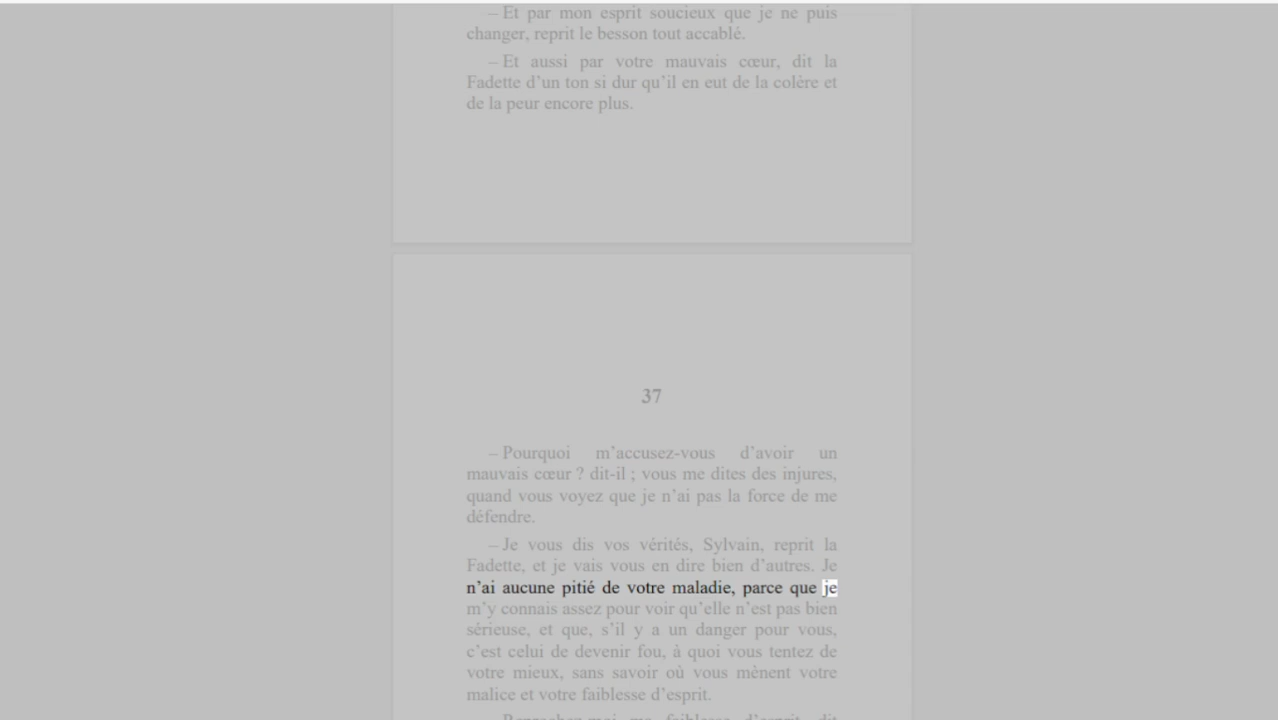 – Et par mon esprit soucieux que je ne puis
changer, reprit le besson tout accablé.
– Et aussi par votre mauvais cœur, dit la
Fadette d’un ton si dur qu’il en eut de la colère et
de la peur encore plus.
37
– Pourquoi m’accusez-vous d’avoir un
mauvais cœur ? dit-il ; vous me dites des injures,
quand vous voyez que je n’ai pas la force de me
défendre.
– Je vous dis vos vérités, Sylvain, reprit la
Fadette, et je vais vous en dire bien d’autres. Je
n’ai aucune pitié de votre maladie, parce que je
m’y connais assez pour voir qu’elle n’est pas bien
sérieuse, et que, s’il y a un danger pour vous,
c’est celui de devenir fou, à quoi vous tentez de
votre mieux, sans savoir où vous mènent votre
malice et votre faiblesse d’esprit.
– Reprochez-moi ma faiblesse d’esprit, dit